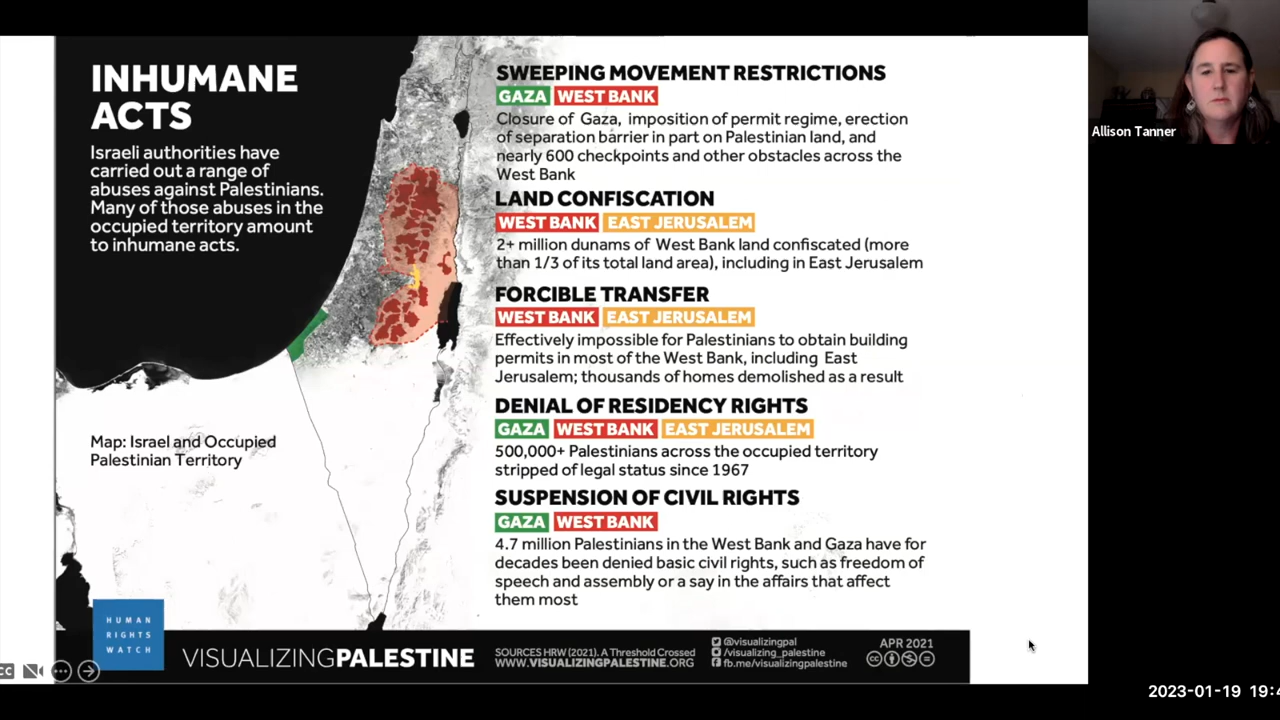 INHUMANE
ACTS
Israeli authorities have
carried out a range of
abuses against Palestinians.
Many of those abuses in the
occupied territory amount
to inhumane acts.
Map: Israel and Occupied
Palestinian Territory
SWEEPING MOVEMENT RESTRICTIONS
GAZA WEST BANK
Closure of Gaza, imposition of permit regime, erection
of separation barrier in part on Palestinian land, and
nearly 600 checkpoints and other obstacles across the
West Bank
LAND CONFISCATION
WEST BANK EAST JERUSALEM
2+ million dunams of West Bank land confiscated (more
than 1/3 of its total land area), including in East Jerusalem
FORCIBLE TRANSFER
WEST BANK EAST JERUSALEM
Effectively impossible for Palestinians to obtain building
permits in most of the West Bank, including East
Jerusalem; thousands of homes demolished as a result
DENIAL OF RESIDENCY RIGHTS
GAZA WEST BANK EAST JERUSALEM
500,000+ Palestinians across the occupied territory
stripped of legal status since 1967
SUSPENSION OF CIVIL RIGHTS
GAZA WEST BANK
4.7 million Palestinians in the West Bank and Gaza have for
decades been denied basic civil rights, such as freedom of
speech and assembly or a say in the affairs that affect
them most
HUMAN
RIGHTS
WATCH
VISUALIZINGPALESTINE
SOURCES HRW (2021). A Threshold Crossed
WWW.VISUALIZINGPALESTINE.ORG
@visualizingpal
/visualizing_palestine
fb.me/visualizingpalestine
APR 2021
Allison Tanner
2023-01-19 19:4